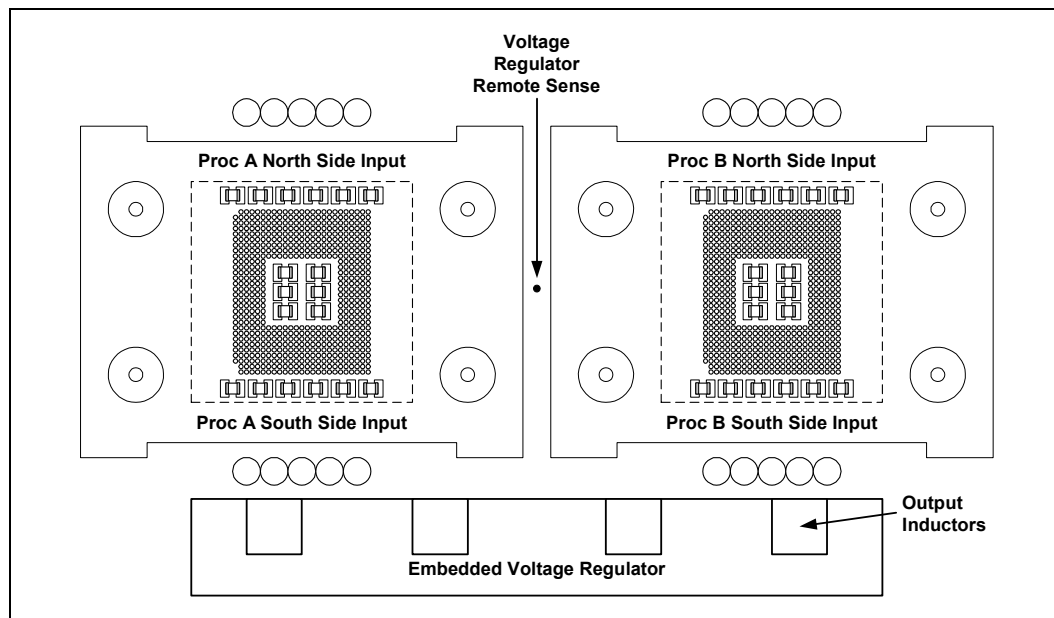 Voltage
Regulator
Remote Sense
Proc A North Side Input
Proc B North Side Input
Proc A South Side Input
Proc B South Side Input
Output
Inductors
Embedded Voltage Regulator